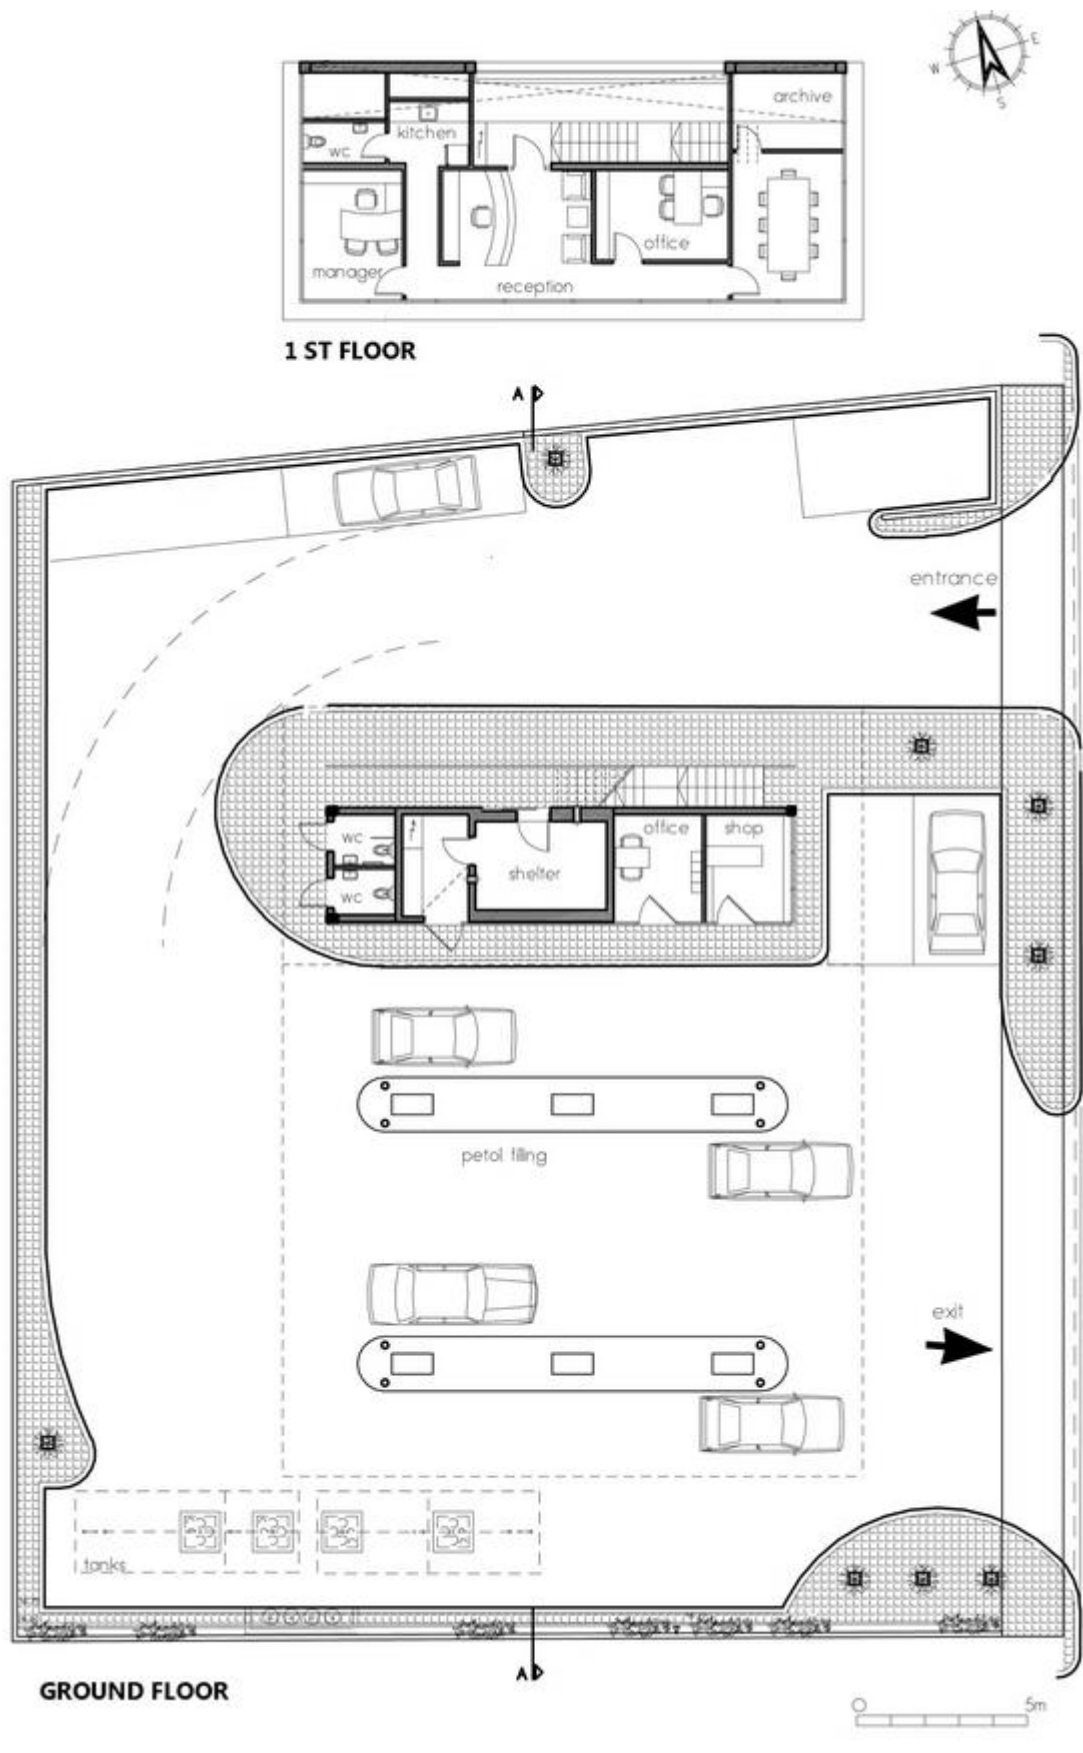 E
W
S
archive
kitchen
wc
office
manager
reception
1 ST FLOOR
A
entrance
wc
office
shop
shelter
wc
petol filling
exit
tanks
A
GROUND FLOOR
0 5m